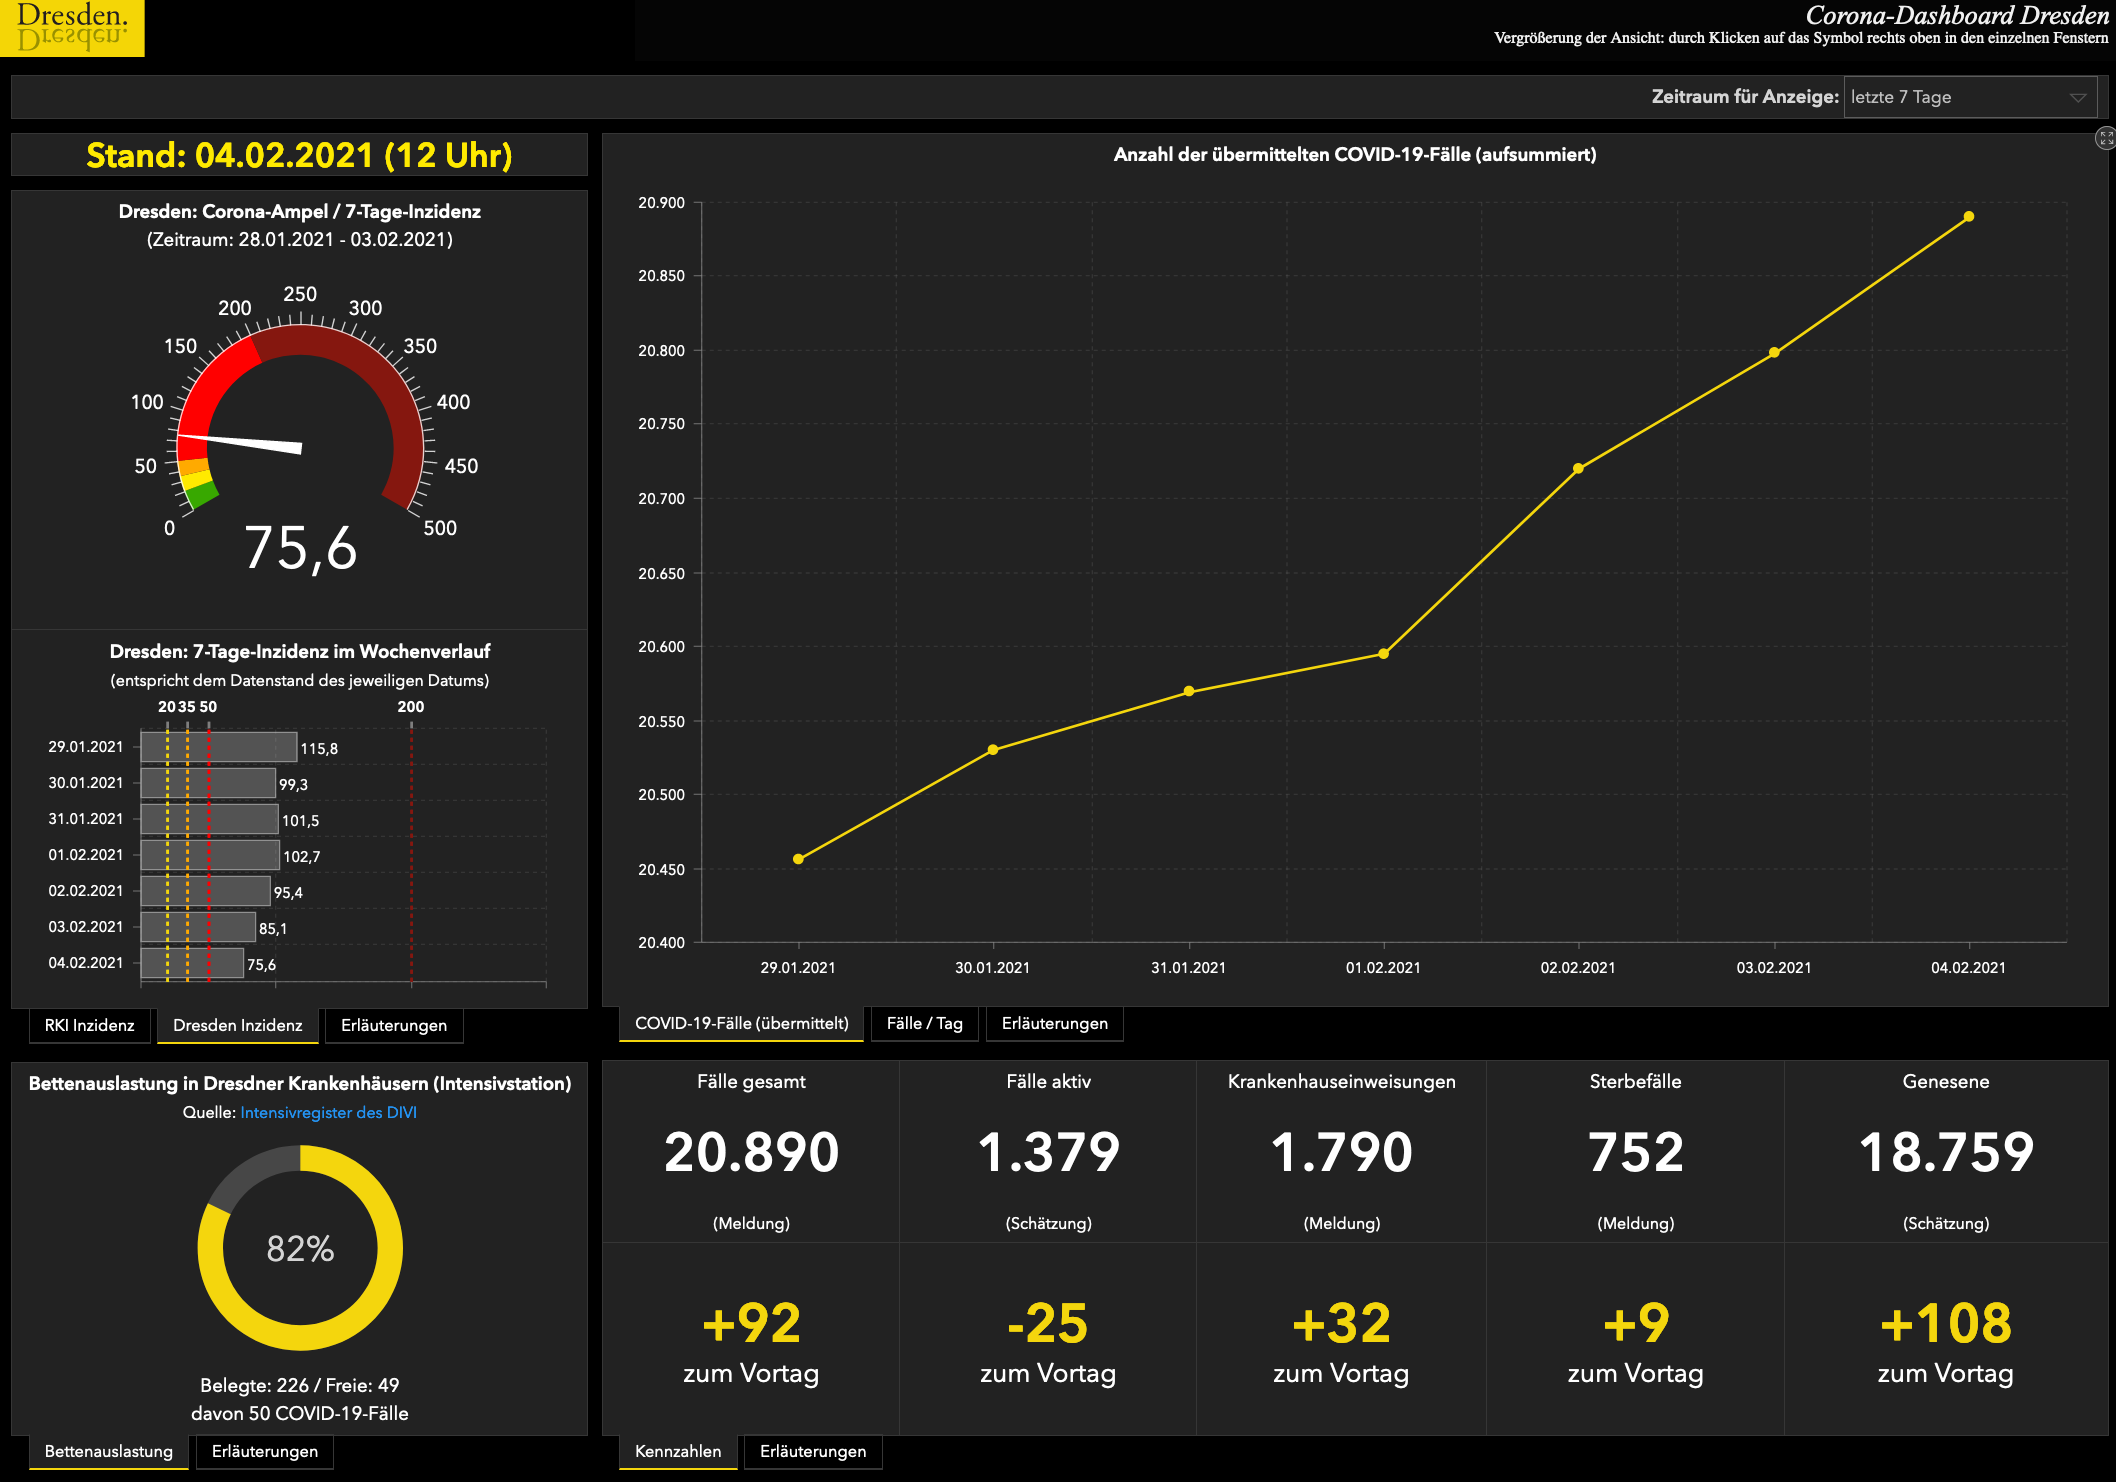 Dresden.
Dresden.
Corona-Dashboard Dresden
Vergrößerung der Ansicht: durch Klicken auf das Symbol rechts oben in den einzelnen Fenstern
Zeitraum für Anzeige: letzte 7 Tage
Stand: 04.02.2021 (12 Uhr)
Dresden: Corona-Ampel / 7-Tage-Inzidenz
(Zeitraum: 28.01.2021 - 03.02.2021)
0
50
100
150
200
250
300
350
400
450
500
75,6
Dresden: 7-Tage-Inzidenz im Wochenverlauf
(entspricht dem Datenstand des jeweiligen Datums)
20 35 50 200
29.01.2021 115,8
30.01.2021 99,3
31.01.2021 101,5
01.02.2021 102,7
02.02.2021 95,4
03.02.2021 85,1
04.02.2021 75,6
RKI Inzidenz Dresden Inzidenz Erläuterungen
Anzahl der übermittelten COVID-19-Fälle (aufsummiert)
20.900
20.850
20.800
20.750
20.700
20.650
20.600
20.550
20.500
20.450
20.400
29.01.2021 30.01.2021 31.01.2021 01.02.2021 02.02.2021 03.02.2021 04.02.2021
COVID-19-Fälle (übermittelt) Fälle / Tag Erläuterungen
Bettenauslastung in Dresdner Krankenhäusern (Intensivstation)
Quelle: Intensivregister des DIVI
82%
Belegte: 226 / Freie: 49
davon 50 COVID-19-Fälle
Bettenauslastung Erläuterungen
Fälle gesamt
20.890
(Meldung)
+92
zum Vortag
Fälle aktiv
1.379
(Schätzung)
-25
zum Vortag
Krankenhauseinweisungen
1.790
(Meldung)
+32
zum Vortag
Sterbefälle
752
(Meldung)
+9
zum Vortag
Genesene
18.759
(Schätzung)
+108
zum Vortag
Kennzahlen Erläuterungen